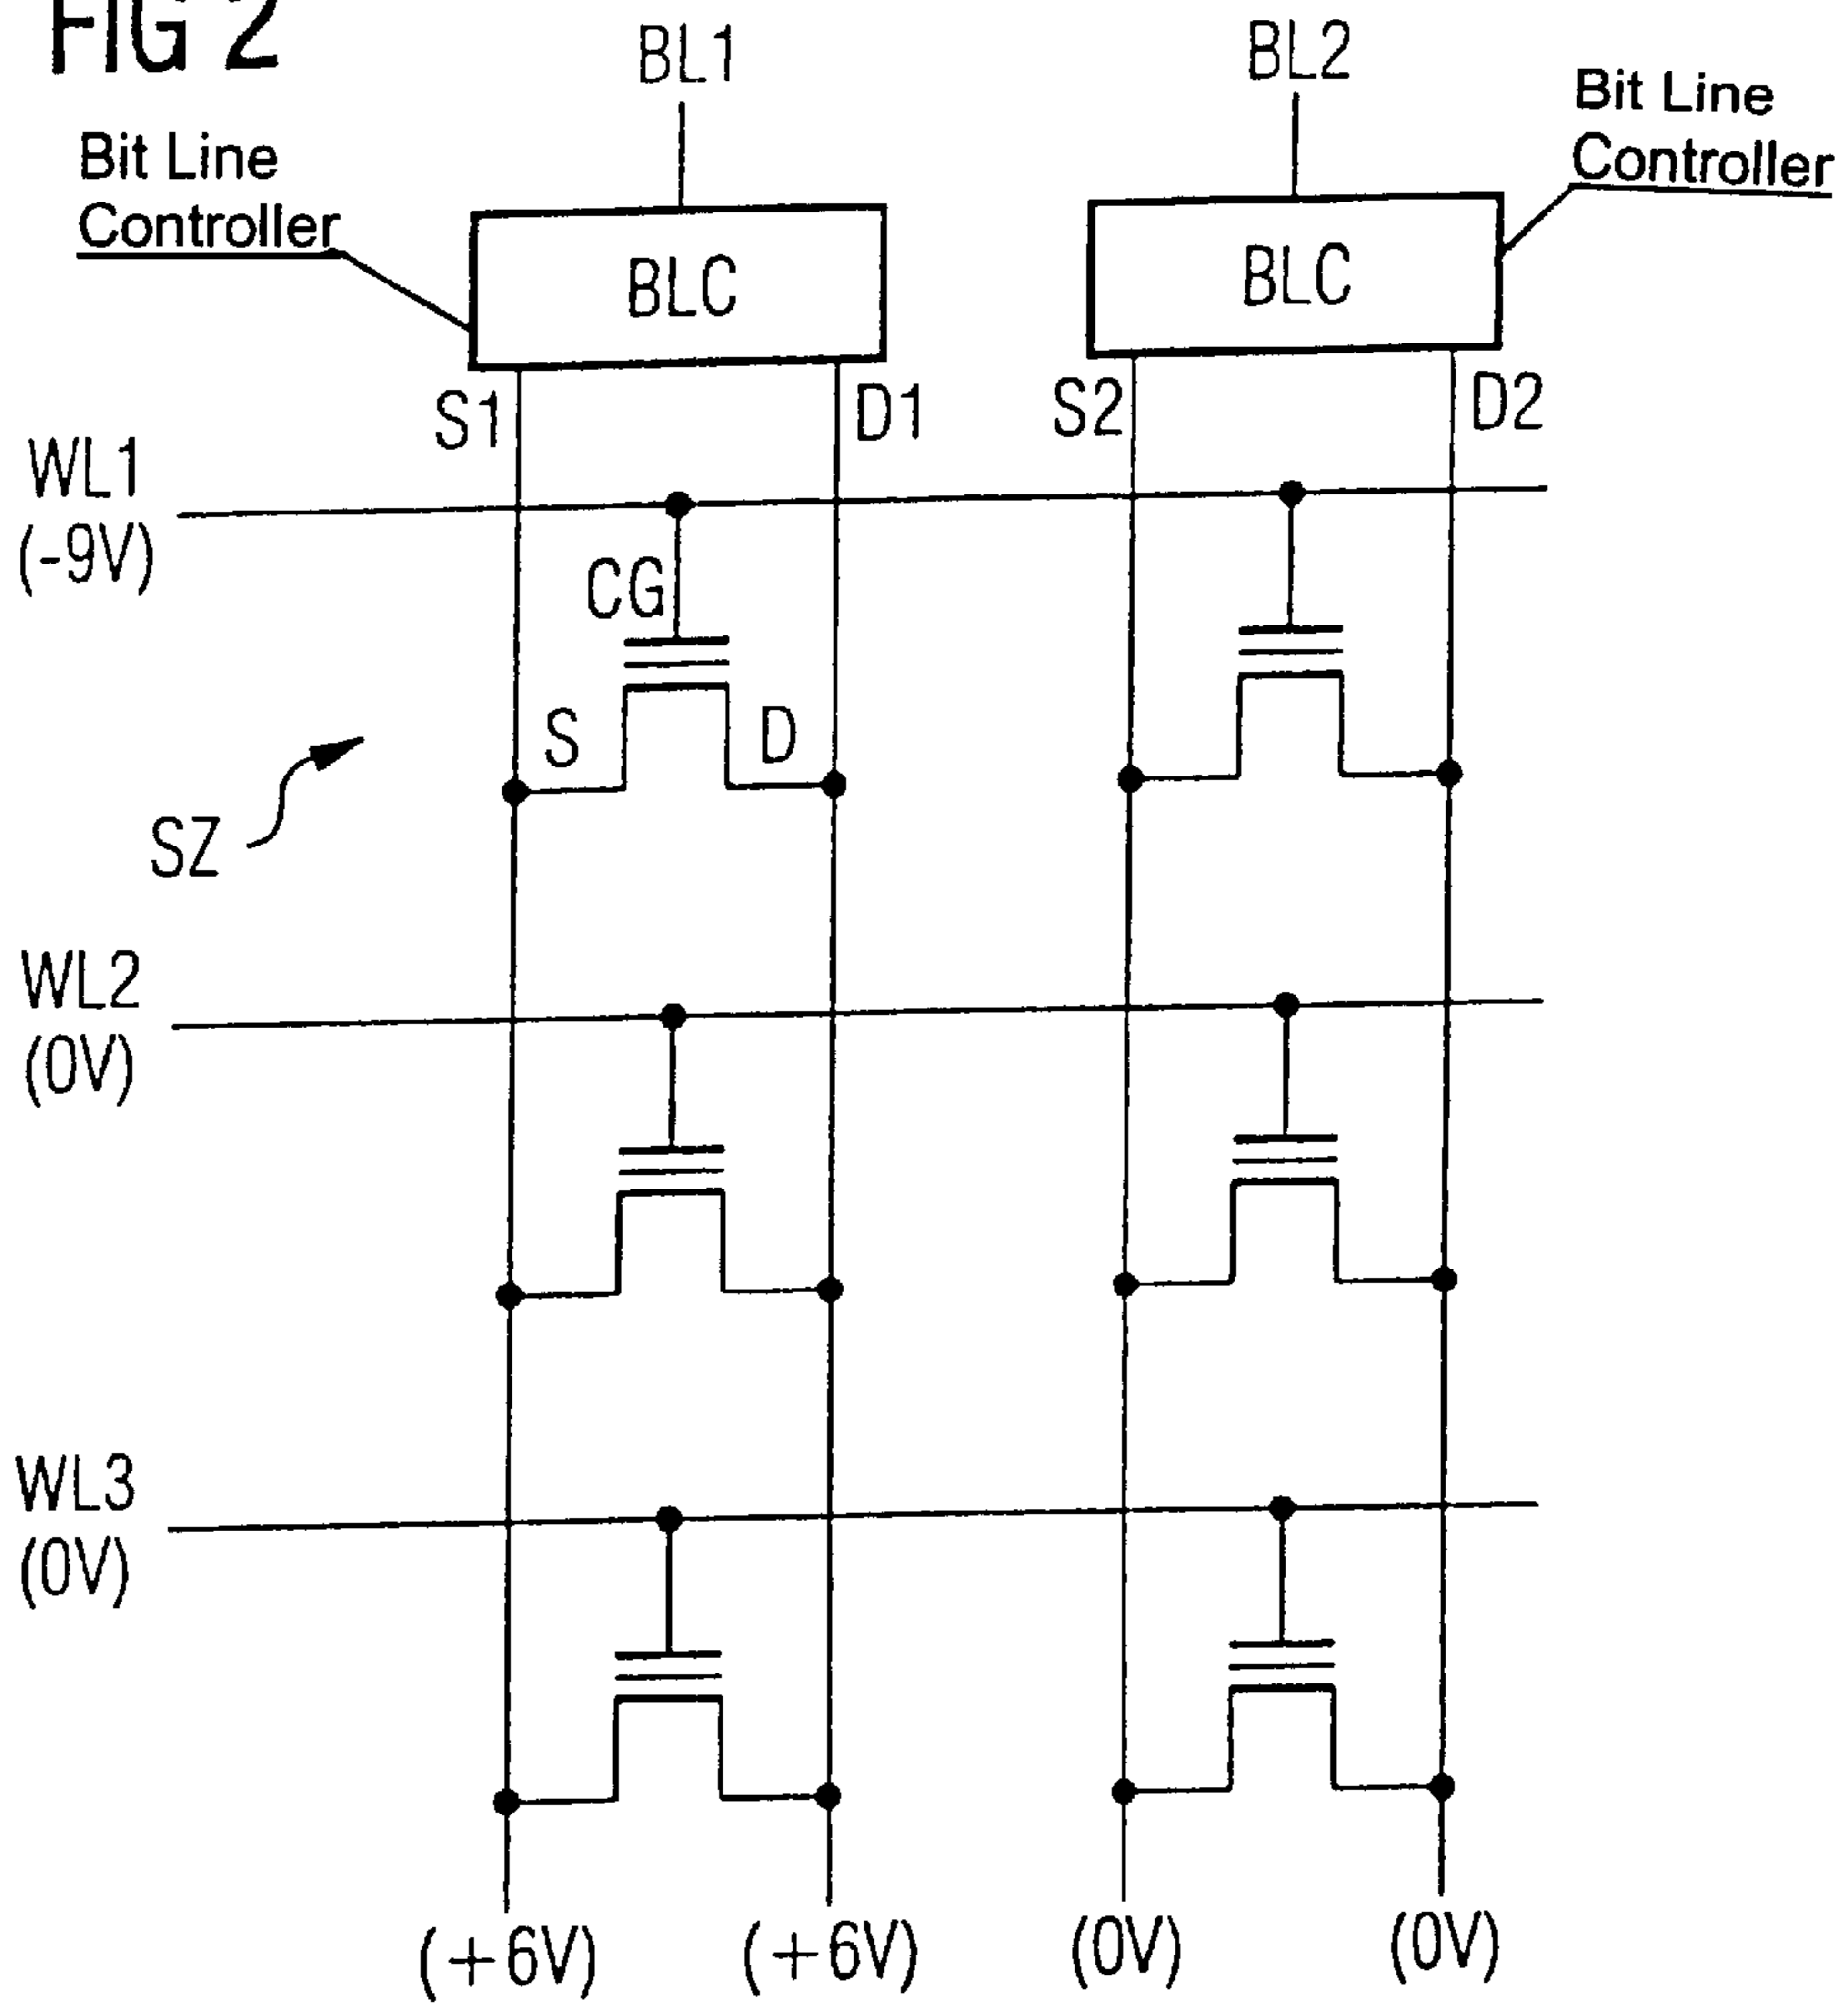 FIG 2
BL1
BL2
Bit Line
Controller
Bit Line
Controller
BLC
BLC
S1
D1
S2
D2
WL1
(-9V)
CG
S
D
SZ
WL2
(0V)
WL3
(0V)
(+6V)
(+6V)
(0V)
(0V)